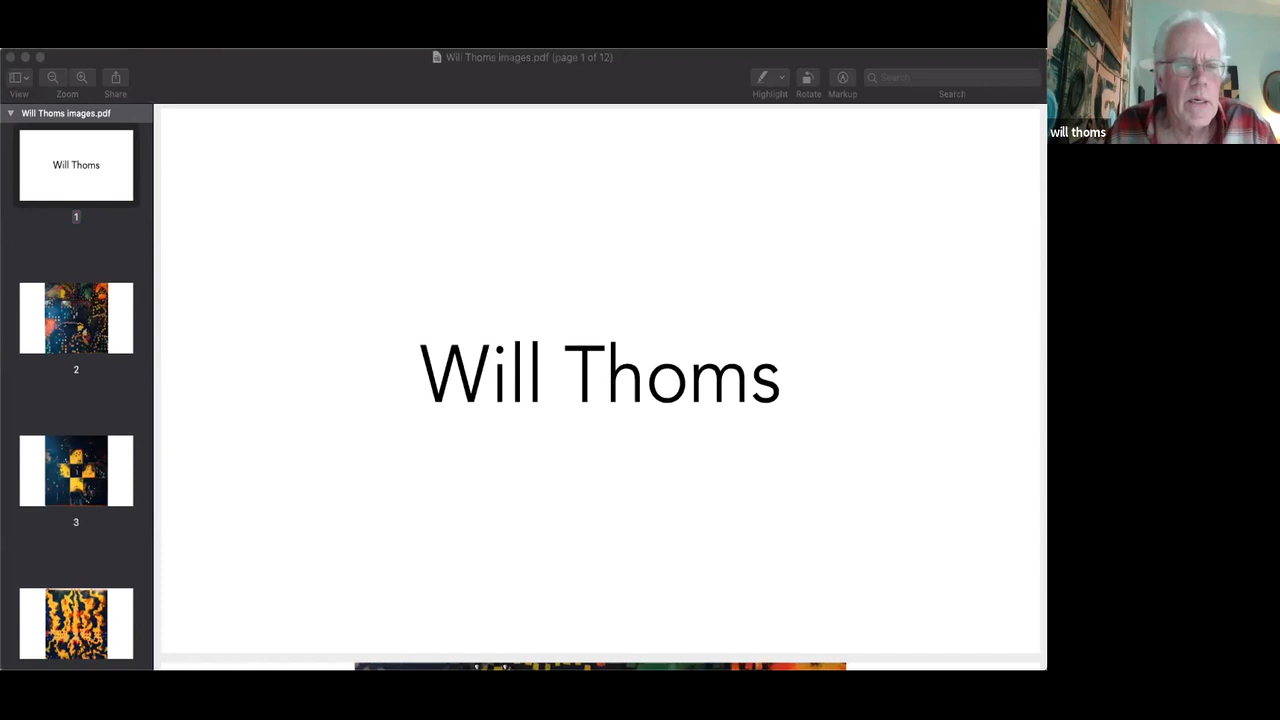 Will Thoms images.pdf (page 1 of 12)
View
Zoom
Share
Highlight
Rotate
Markup
Search
Search
Will Thoms images.pdf
Will Thoms
1
2
3
Will Thoms
will thoms